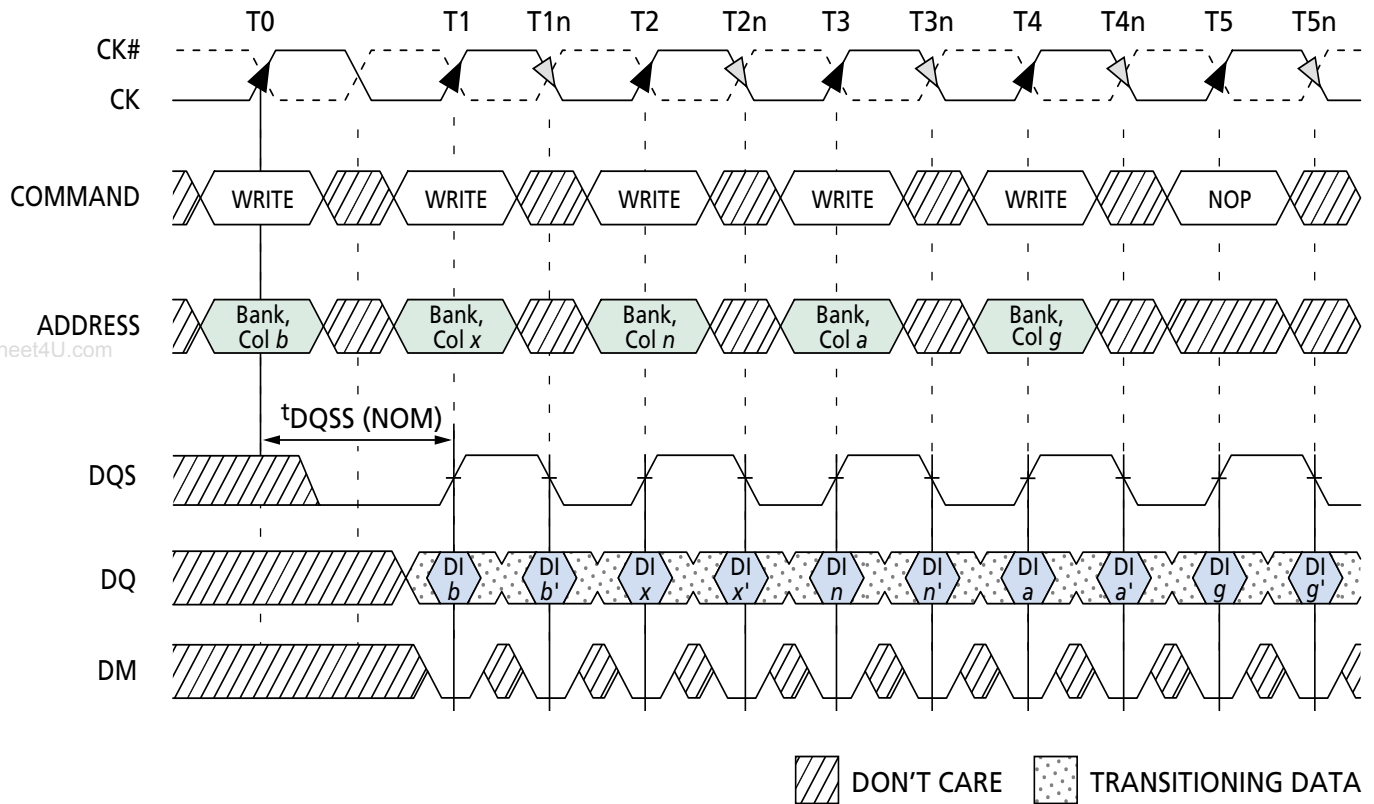 T0 T1 T1n T2 T2n T3 T3n T4 T4n T5 T5n
CK#
CK
COMMAND WRITE WRITE WRITE WRITE WRITE NOP
ADDRESS Bank, Col b Bank, Col x Bank, Col n Bank, Col a Bank, Col g
heet4U.com
tDQSS (NOM)
DQS
DQ DI b DI b' DI x DI x' DI n DI n' DI a DI a' DI g DI g'
DM
DON'T CARE TRANSITIONING DATA